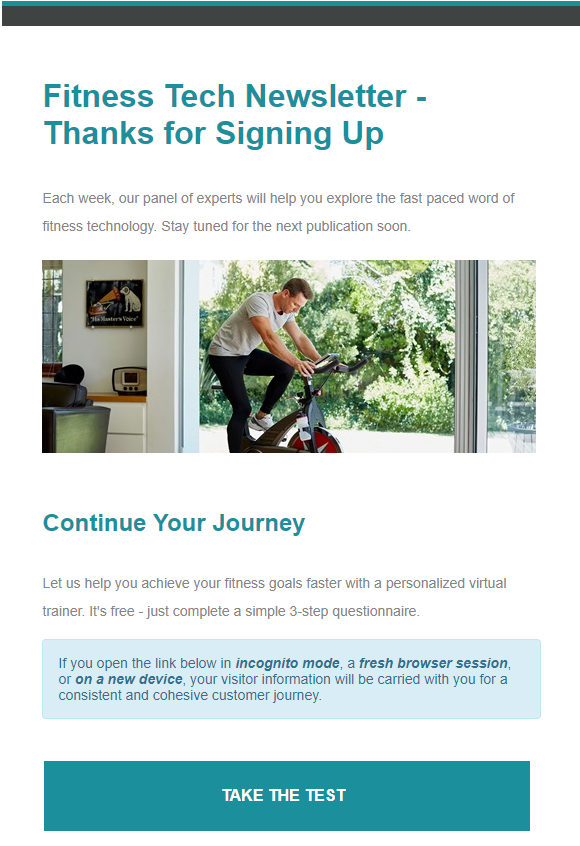 Fitness Tech Newsletter -
Thanks for Signing Up
Each week, our panel of experts will help you explore the fast paced word of
fitness technology. Stay tuned for the next publication soon.
"His Master's Voice"
Continue Your Journey
Let us help you achieve your fitness goals faster with a personalized virtual
trainer. It's free - just complete a simple 3-step questionnaire.
If you open the link below in incognito mode, a fresh browser session,
or on a new device, your visitor information will be carried with you for a
consistent and cohesive customer journey.
TAKE THE TEST